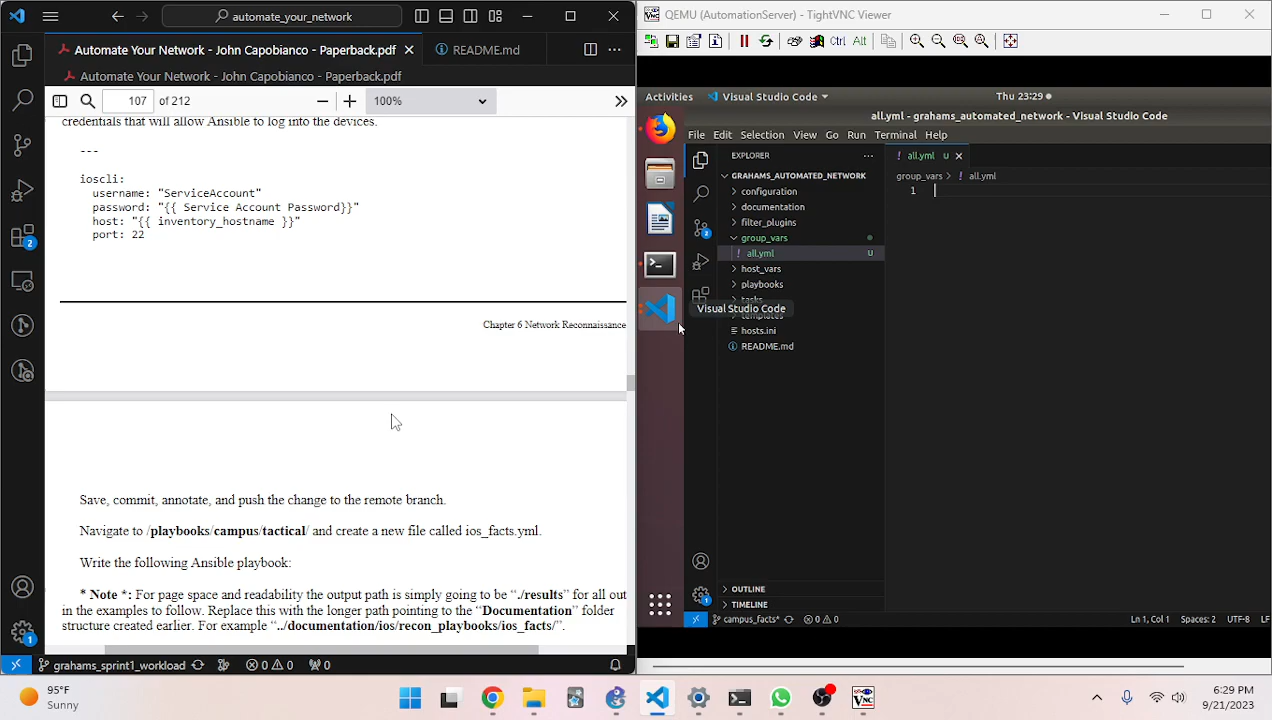 automate_your_network
Automate Your Network - John Capobianco - Paperback.pdf
README.md
Automate Your Network - John Capobianco - Paperback.pdf
107 of 212
100%
credentials that will allow Ansible to log into the devices.
---
ioscli:
username: "ServiceAccount"
password: "{{ Service Account Password}}"
host: "{{ inventory_hostname }}"
port: 22
Chapter 6 Network Reconnaissance
Save, commit, annotate, and push the change to the remote branch.
Navigate to /playbooks/campus/tactical/ and create a new file called ios_facts.yml.
Write the following Ansible playbook:
* Note *: For page space and readability the output path is simply going to be "./results" for all out
in the examples to follow. Replace this with the longer path pointing to the "Documentation" folder
structure created earlier. For example "../documentation/ios/recon_playbooks/ios_facts/".
2
1
grahams_sprint1_workload
0 0 0
QEMU (AutomationServer) - TightVNC Viewer
Ctrl Alt
Activities
Visual Studio Code
Thu 23:29
all.yml - grahams_automated_network - Visual Studio Code
File Edit Selection View Go Run Terminal Help
EXPLORER
all.yml U
GRAHAMS_AUTOMATED_NETWORK
group_vars > all.yml
1
configuration
documentation
filter_plugins
group_vars
all.yml U
host_vars
playbooks
tasks
Visual Studio Code
templates
hosts.ini
README.md
2
1
OUTLINE
TIMELINE
campus_facts*
0 0
Ln 1, Col 1 Spaces: 2 UTF-8 LF
95°F
Sunny
6:29 PM
9/21/2023